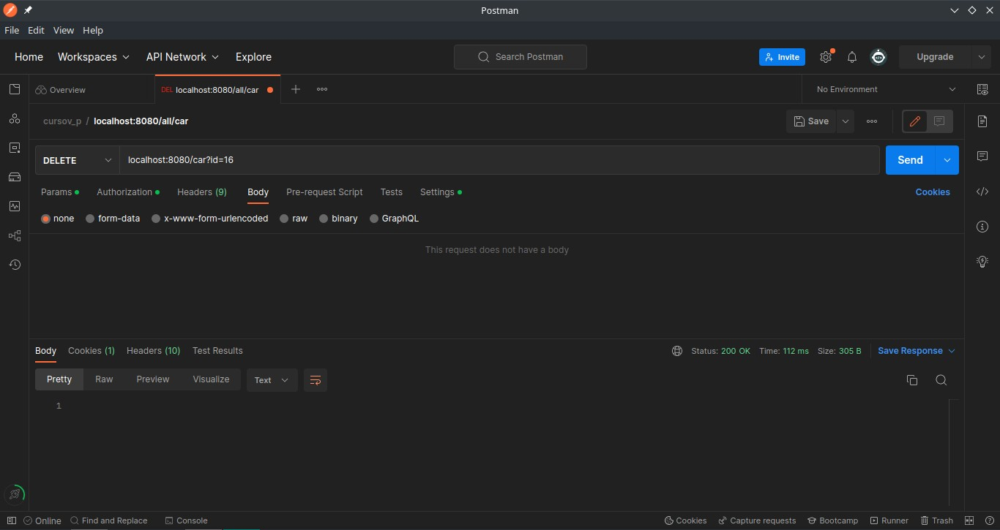 Postman
File Edit View Help
Home Workspaces API Network Explore Search Postman Invite Upgrade
Overview DEL localhost:8080/all/car No Environment
cursov_p / localhost:8080/all/car Save
DELETE localhost:8080/car?id=16 Send
Params Authorization Headers (9) Body Pre-request Script Tests Settings Cookies
none form-data x-www-form-urlencoded raw binary GraphQL
This request does not have a body
Body Cookies (1) Headers (10) Test Results Status: 200 OK Time: 112 ms Size: 305 B Save Response
Pretty Raw Preview Visualize Text
1
Online Find and Replace Console Cookies Capture requests Bootcamp Runner Trash